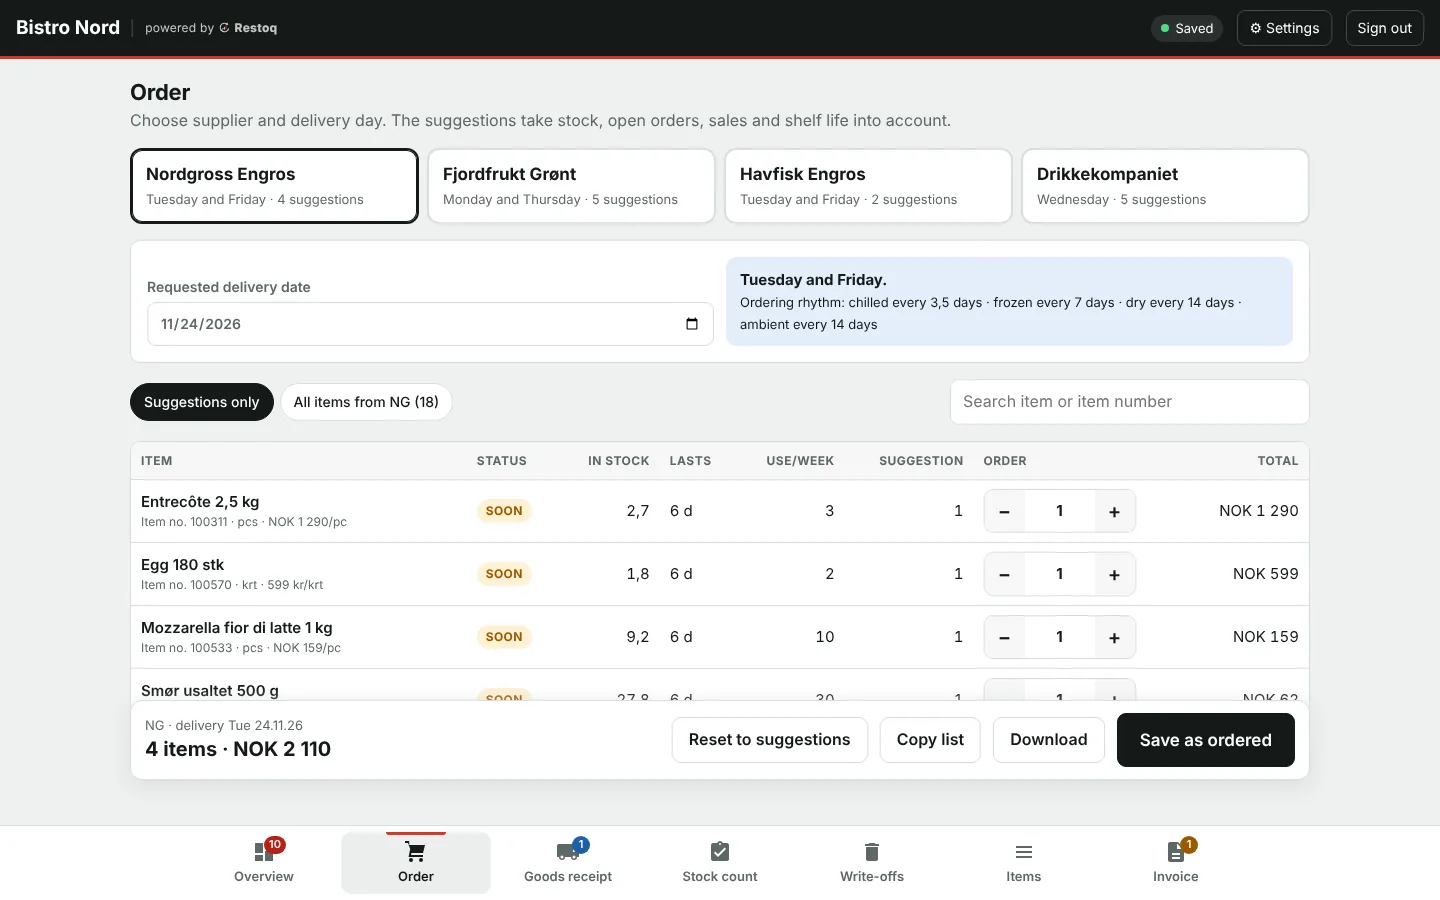 Bistro Nord
powered by Restoq
Saved
Settings
Sign out
Order
Choose supplier and delivery day. The suggestions take stock, open orders, sales and shelf life into account.
Nordgross Engros
Tuesday and Friday · 4 suggestions
Fjordfrukt Grønt
Monday and Thursday · 5 suggestions
Havfisk Engros
Tuesday and Friday · 2 suggestions
Drikkekompaniet
Wednesday · 5 suggestions
Requested delivery date
11/24/2026
Tuesday and Friday.
Ordering rhythm: chilled every 3,5 days · frozen every 7 days · dry every 14 days ·
ambient every 14 days
Suggestions only
All items from NG (18)
Search item or item number
ITEM STATUS IN STOCK LASTS USE/WEEK SUGGESTION ORDER TOTAL
Entrecôte 2,5 kg
Item no. 100311 · pcs · NOK 1 290/pc
SOON 2,7 6 d 3 1 − 1 + NOK 1 290
Egg 180 stk
Item no. 100570 · krt · 599 kr/krt
SOON 1,8 6 d 2 1 − 1 + NOK 599
Mozzarella fior di latte 1 kg
Item no. 100533 · pcs · NOK 159/pc
SOON 9,2 6 d 10 1 − 1 + NOK 159
Smør usaltet 500 g
SOON 27,8 6 d 30 1 1 + NOK 62
NG · delivery Tue 24.11.26
4 items · NOK 2 110
Reset to suggestions
Copy list
Download
Save as ordered
10
Overview
Order
1
Goods receipt
Stock count
Write-offs
Items
1
Invoice